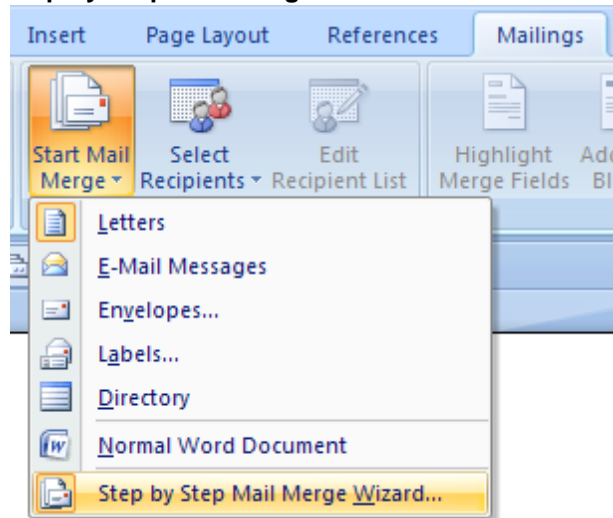 Insert Page Layout References Mailings
Start Mail Merge Select Recipients Edit Recipient List Highlight Merge Fields
Letters
E-Mail Messages
Envelopes...
Labels...
Directory
Normal Word Document
Step by Step Mail Merge Wizard...